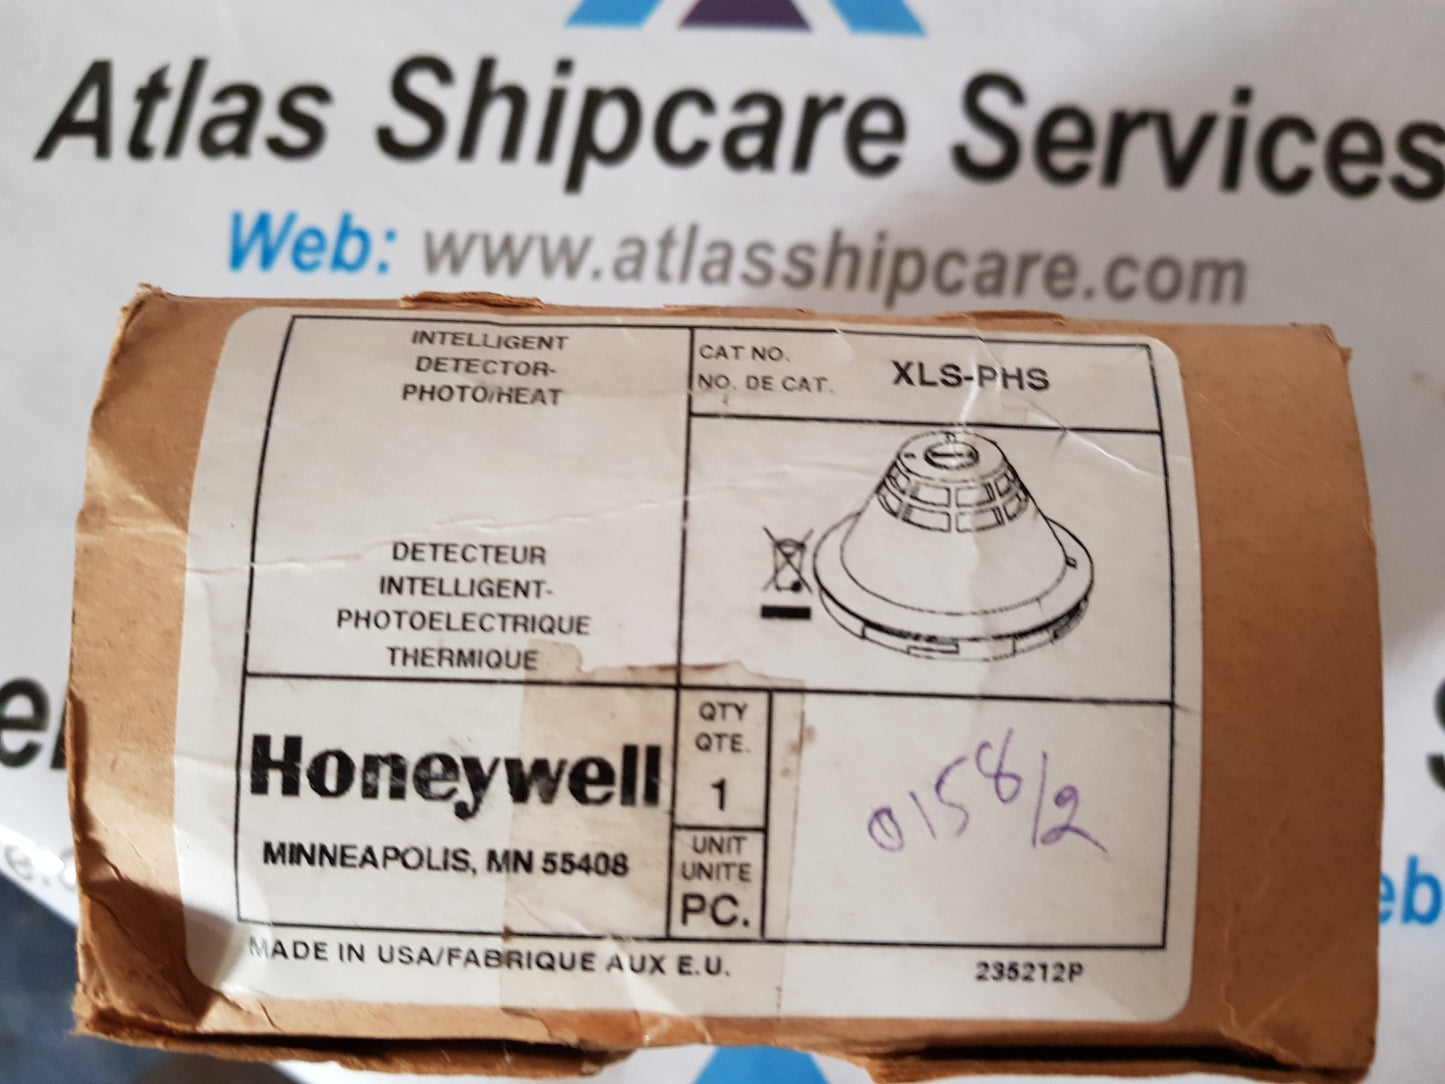 Atlas Shipcare Services
Web: www.atlasshipcare.com
INTELLIGENT
DETECTOR-
PHOTO/HEAT
CAT NO.
NO. DE CAT.
XLS-PHS
DETECTEUR
INTELLIGENT-
PHOTOELECTRIQUE
THERMIQUE
Honeywell
MINNEAPOLIS, MN 55408
QTY
QTE.
1
UNIT
UNITE
PC.
0158/2
MADE IN USA/FABRIQUE AUX E.U.
235212P
eb